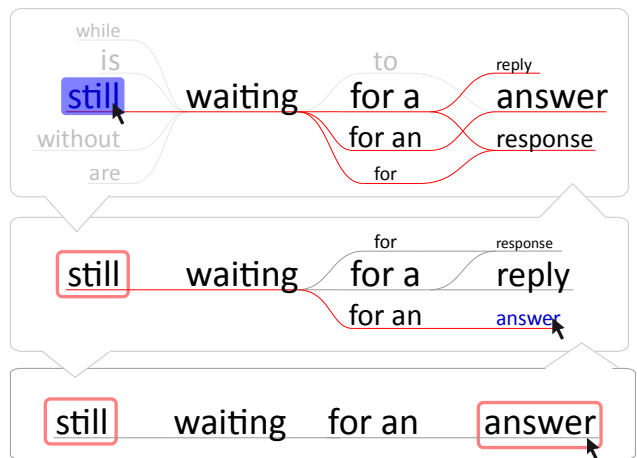 while
is
to
reply
still waiting for a answer
without for an response
are for
for response
still waiting for a reply
for an answer
still waiting for an answer